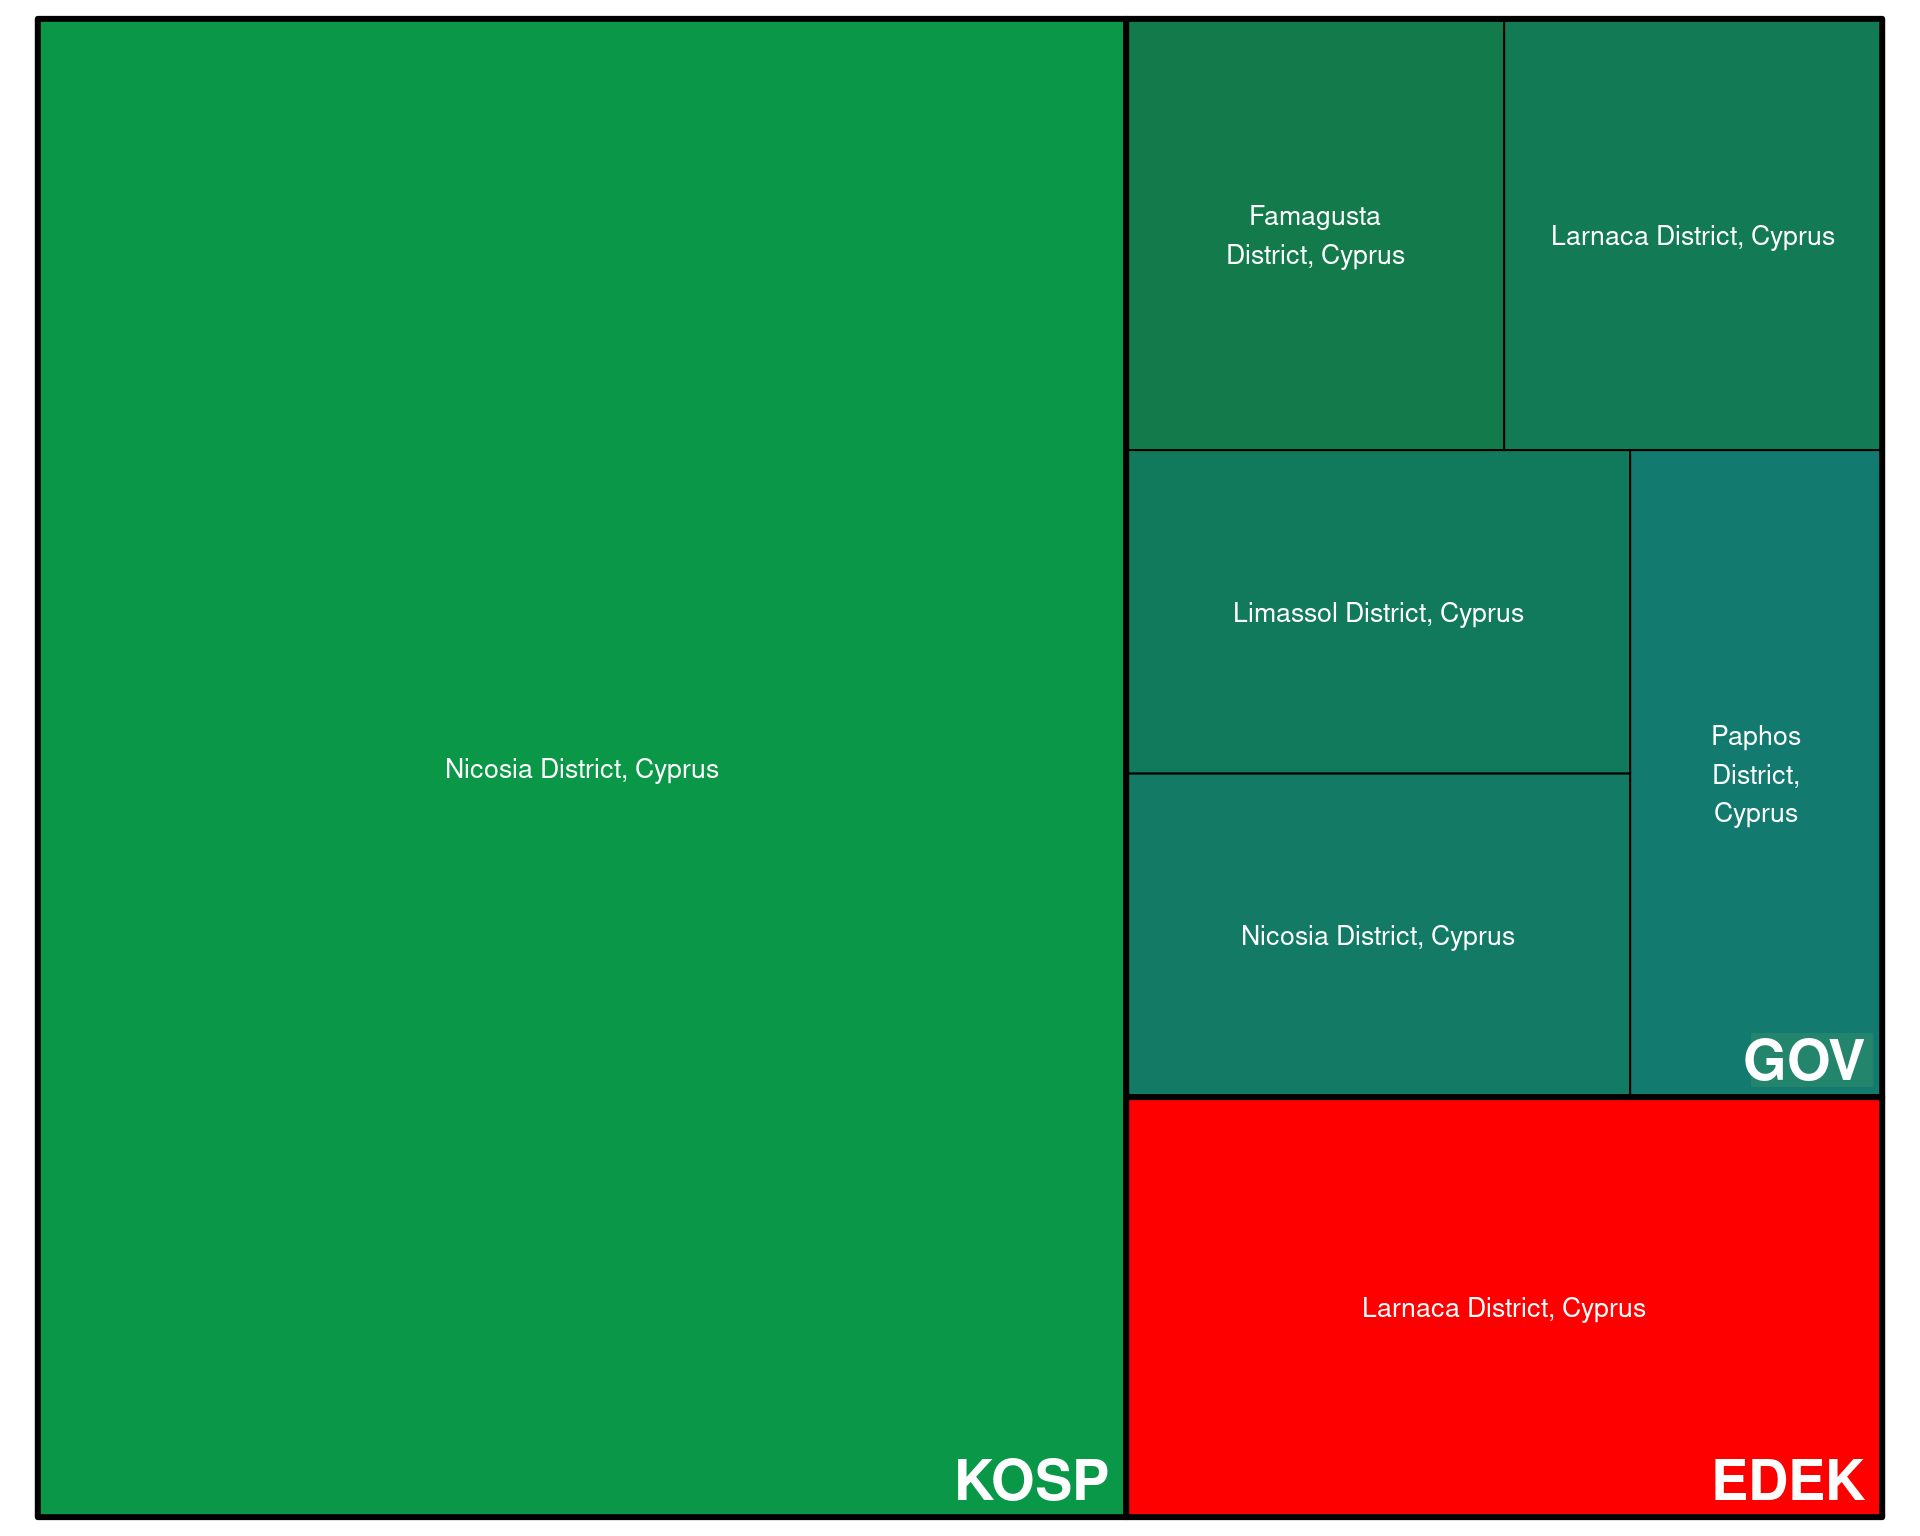 Nicosia District, Cyprus
KOSP
Famagusta
District, Cyprus
Larnaca District, Cyprus
Limassol District, Cyprus
Nicosia District, Cyprus
Paphos
District,
Cyprus
GOV
Larnaca District, Cyprus
EDEK